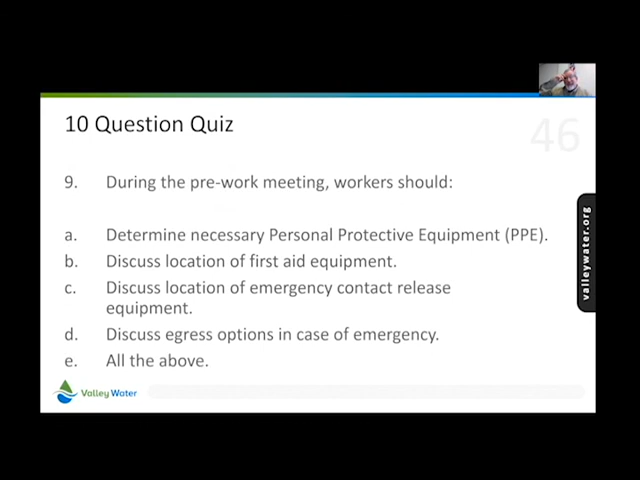 46
10 Question Quiz
9. During the pre-work meeting, workers should:
a. Determine necessary Personal Protective Equipment (PPE).
b. Discuss location of first aid equipment.
c. Discuss location of emergency contact release
equipment.
d. Discuss egress options in case of emergency.
e. All the above.
valleywater.org
Valley Water